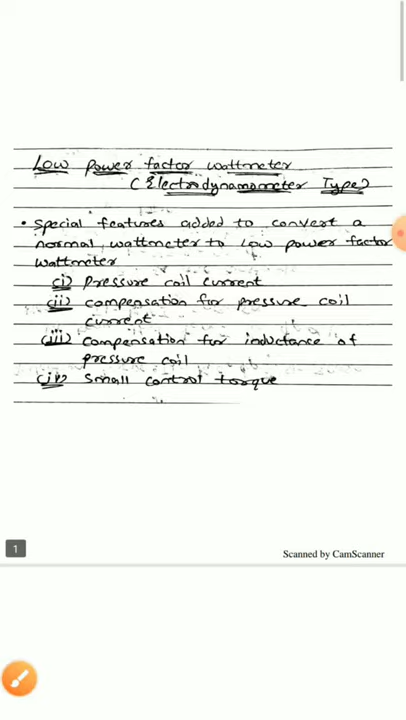 Low power factor wattmeter
( Electrodynamometer Type)
• special features added to convert a
normal wattmeter to low power factor
wattmeter
(i) Pressure coil current
(ii) compensation for pressure coil
current
(iii) compensation for inductance of
pressure coil
(iv) small control torque
1
Scanned by CamScanner